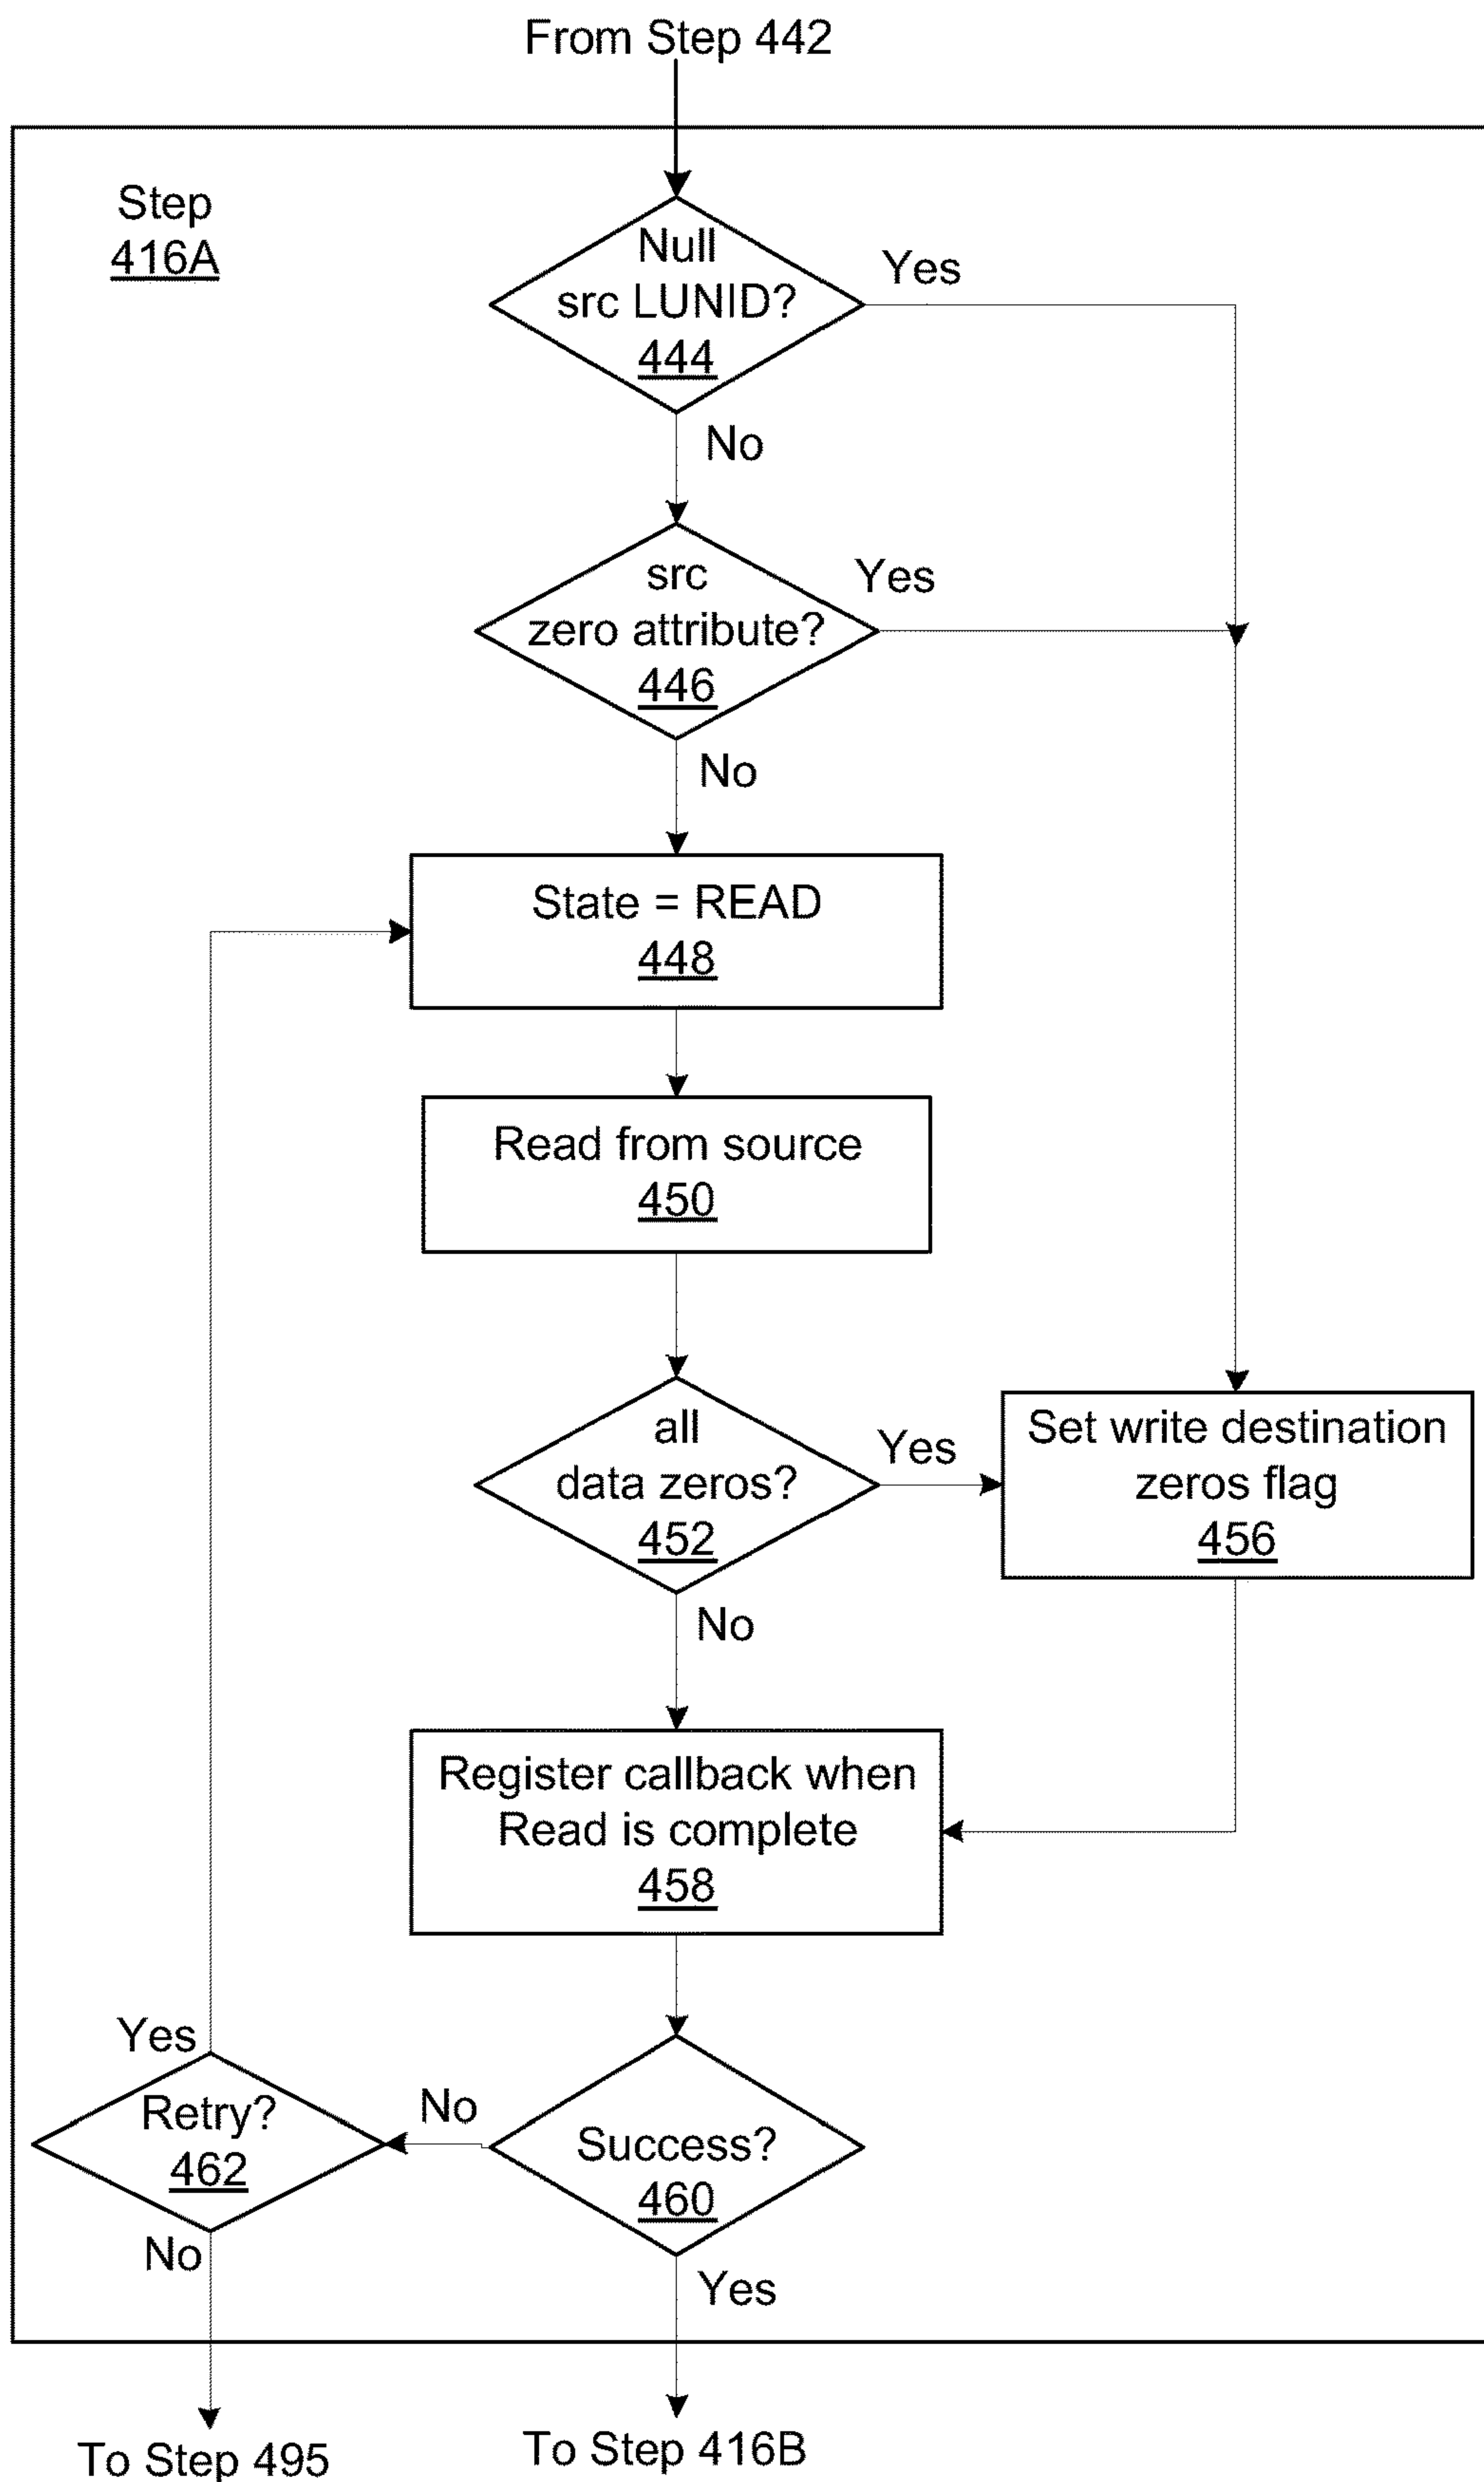 From Step 442
Step
416A
Null
src LUNID?
444
Yes
No
src
zero attribute?
446
Yes
No
State = READ
448
Read from source
450
all
data zeros?
452
Yes
Set write destination
zeros flag
456
No
Register callback when
Read is complete
458
Yes
Retry?
462
No
Success?
460
No
Yes
To Step 495
To Step 416B